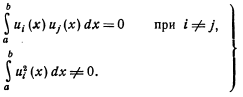 ∫ₐᵇ uᵢ(x) uⱼ(x) dx = 0 при i ≠ j,
∫ₐᵇ uᵢ²(x) dx ≠ 0.